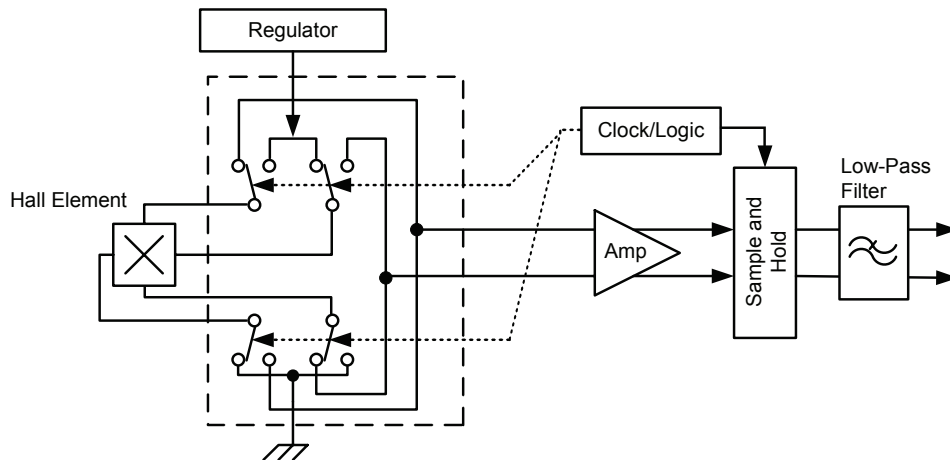 Regulator
Clock/Logic
Low-Pass
Filter
Hall Element
Amp
Sample and
Hold